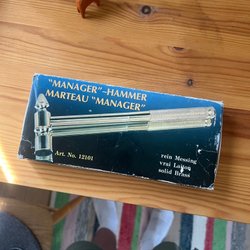 "MANAGER"-HAMMER
MARTEAU "MANAGER"
rein Messing
vrai Laiton
solid Brass
Art. No. 12101